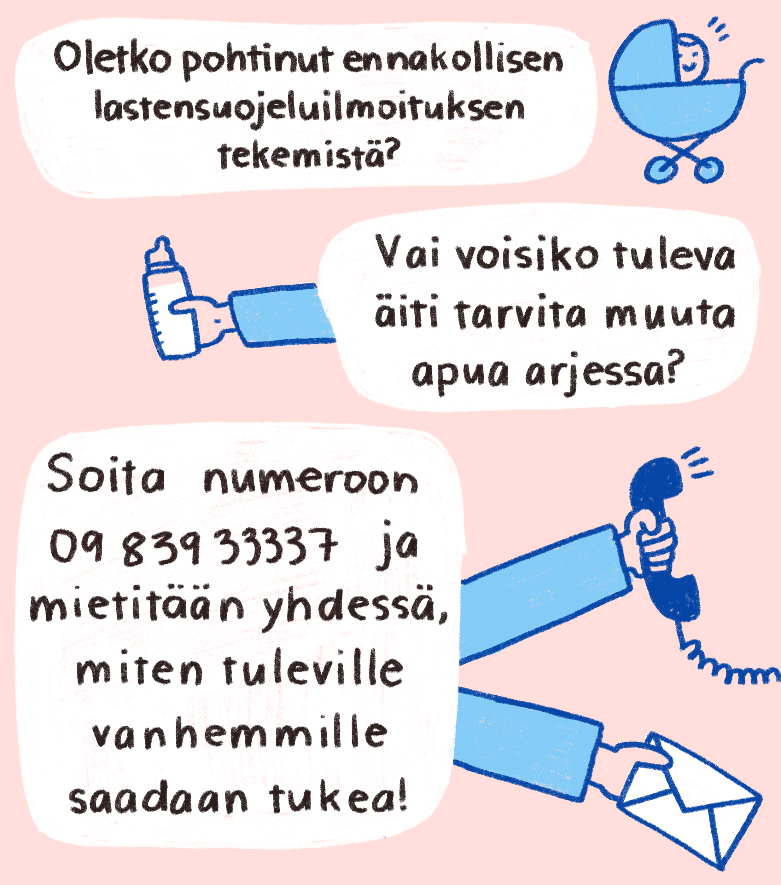 Oletko pohtinut ennakollisen
lastensuojeluilmoituksen
tekemistä?
Vai voisiko tuleva
äiti tarvita muuta
apua arjessa?
Soita numeroon
09 839 33337 ja
mietitään yhdessä,
miten tuleville
vanhemmille
saadaan tukea!